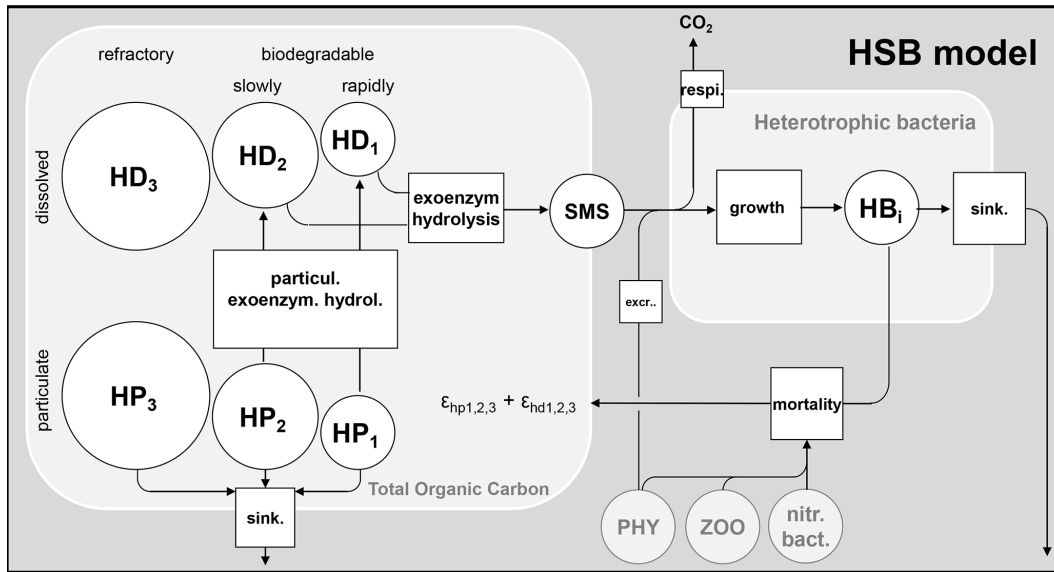 CO2
HSB model
refractory
biodegradable
slowly
rapidly
respi.
Heterotrophic bacteria
dissolved
HD3
HD2
HD1
exoenzym
hydrolysis
SMS
growth
HBi
sink.
particul.
exoenzym. hydrol.
excr..
particulate
HP3
HP2
HP1
εhp1,2,3 + εhd1,2,3
mortality
Total Organic Carbon
sink.
PHY
ZOO
nitr.
bact.